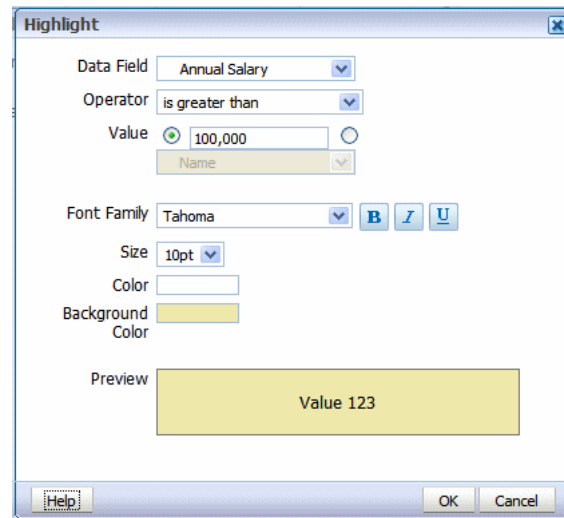 Highlight
Data Field Annual Salary
Operator is greater than
Value 100,000
Name
Font Family Tahoma B I U
Size 10pt
Color
Background
Color
Preview Value 123
Help OK Cancel